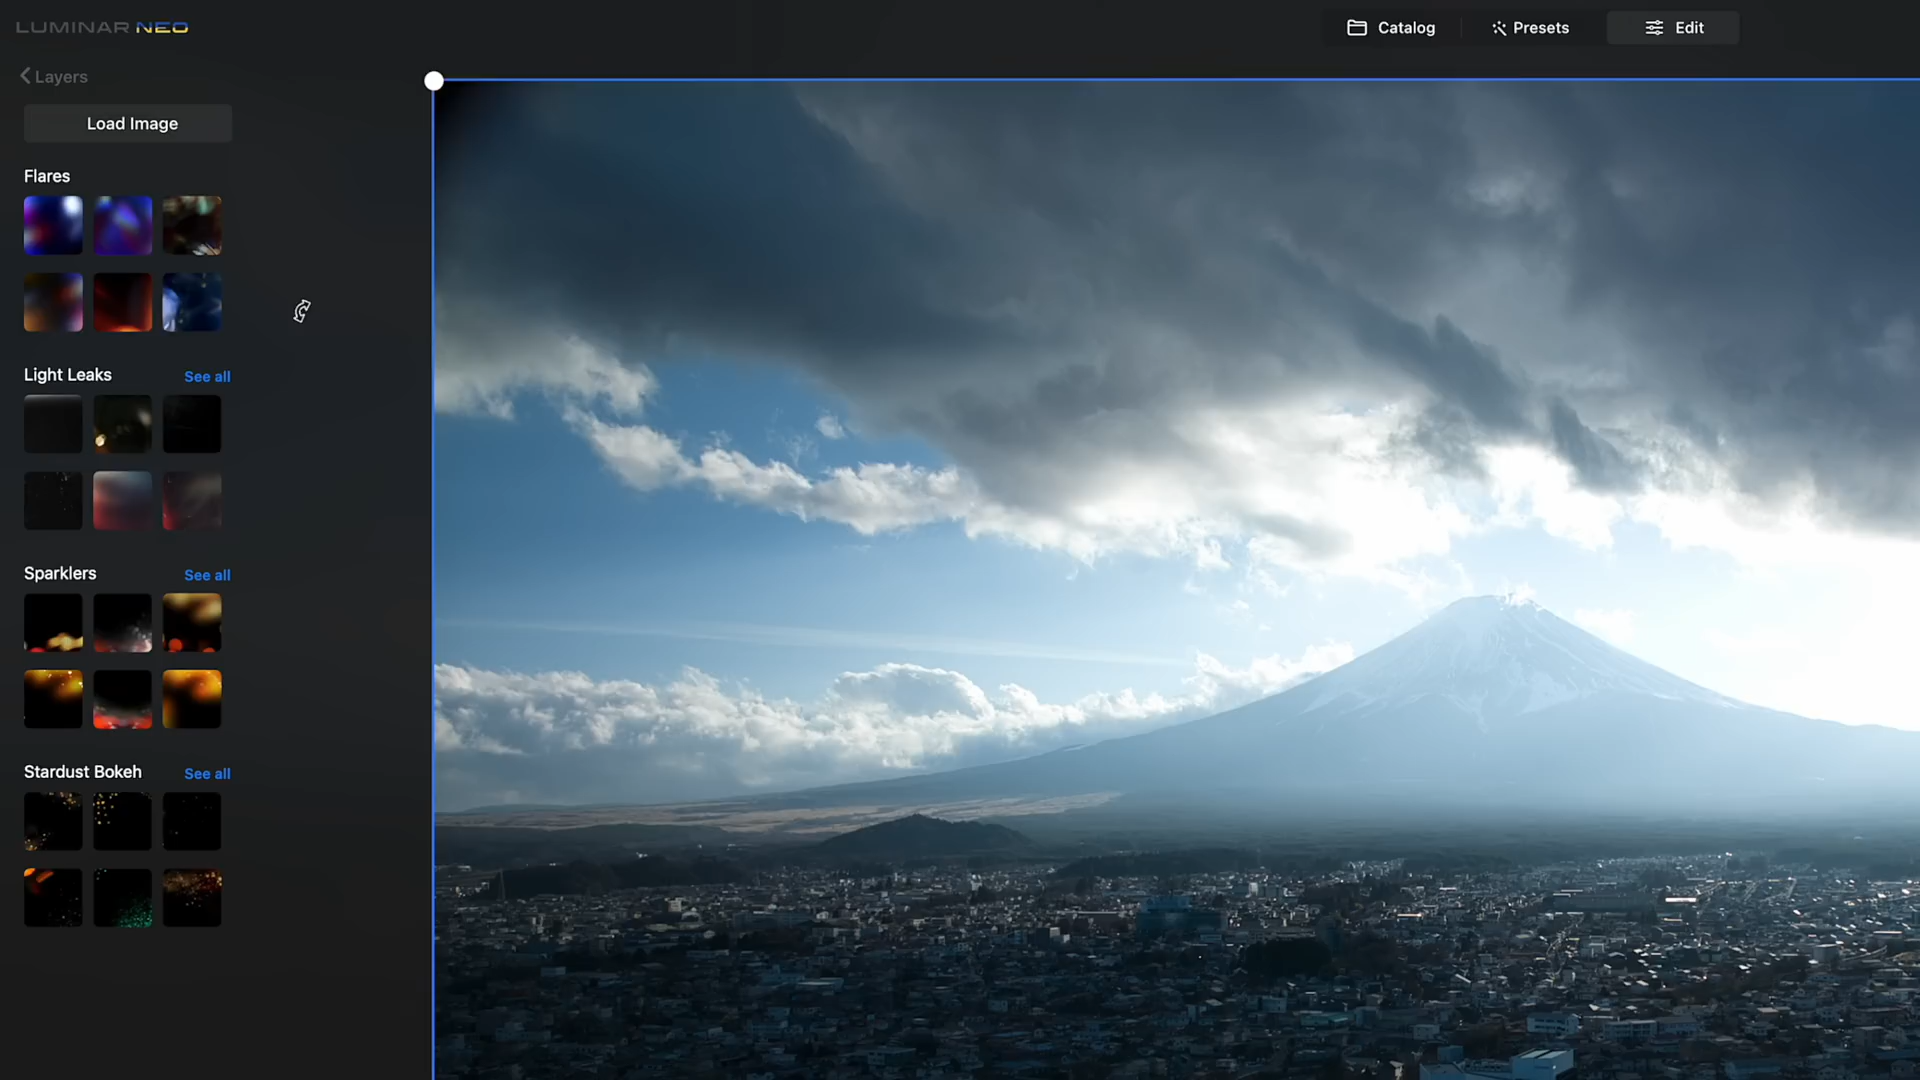 LUMINAR NEO
Catalog
Presets
Edit
Layers
Load Image
Flares
Light Leaks
See all
Sparklers
See all
Stardust Bokeh
See all